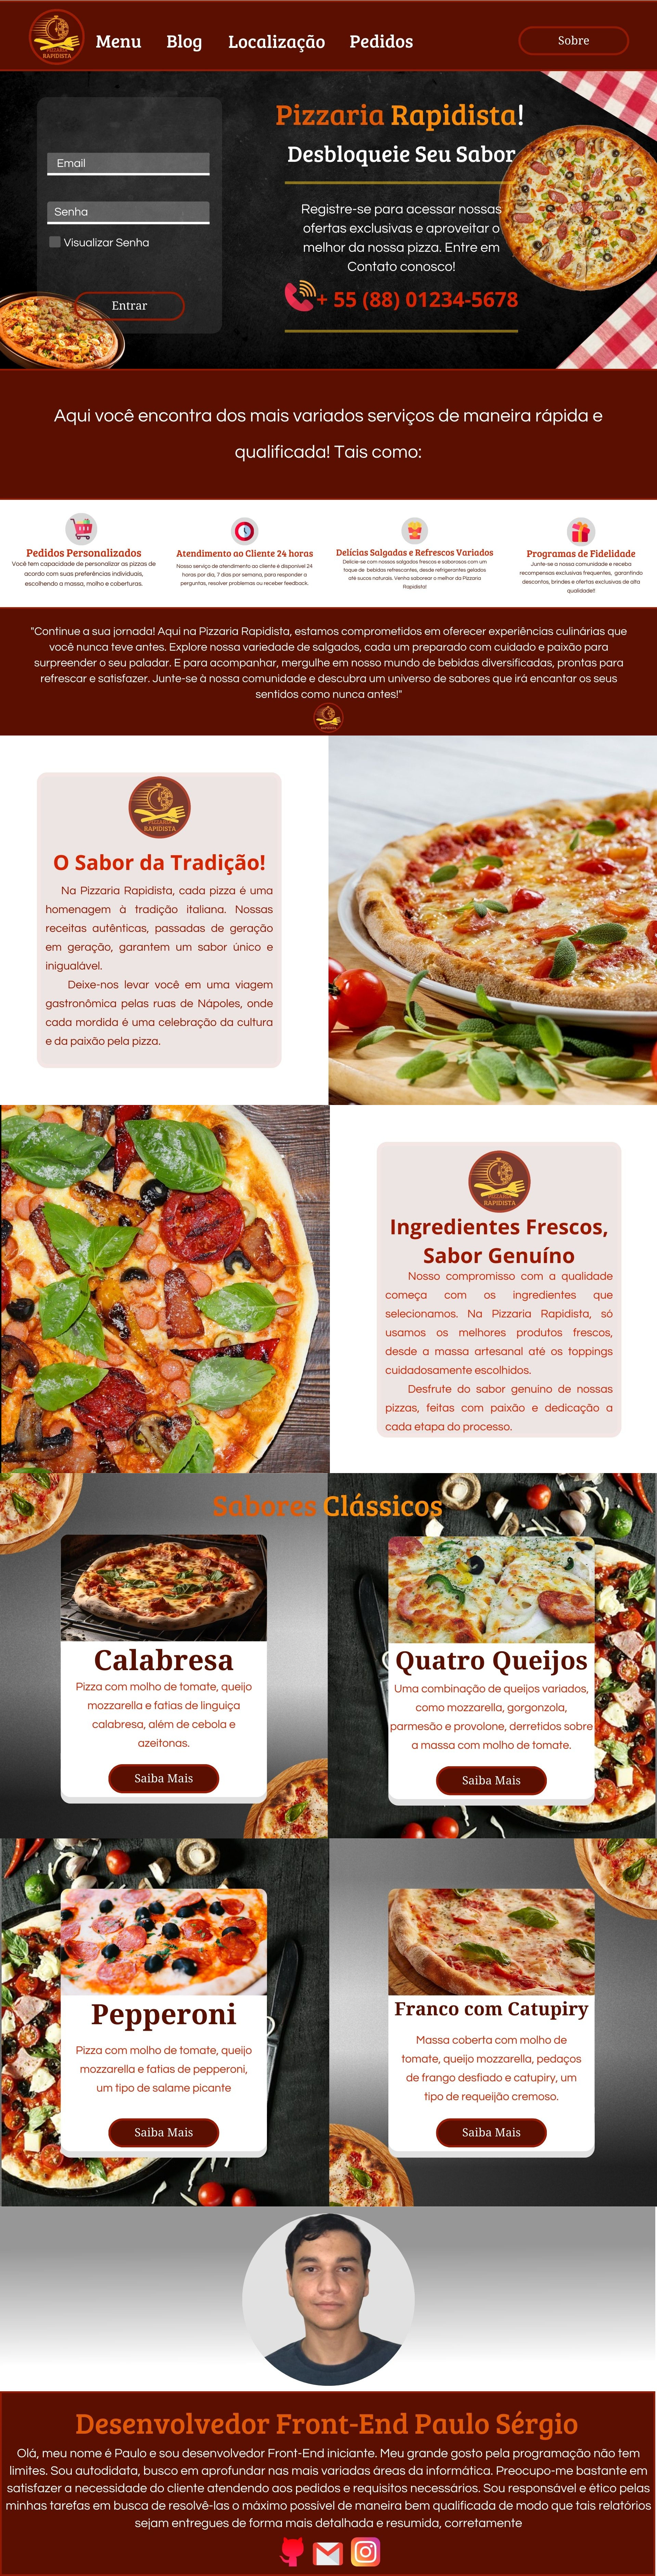 PIZZARIA
RAPIDISTA
Menu Blog Localização Pedidos
Sobre
Email
Senha
Visualizar Senha
Entrar
Pizzaria Rapidista!
Desbloqueie Seu Sabor
Registre-se para acessar nossas
ofertas exclusivas e aproveitar o
melhor da nossa pizza. Entre em
Contato conosco!
+ 55 (88) 01234-5678
Aqui você encontra dos mais variados serviços de maneira rápida e
qualificada! Tais como:
Pedidos Personalizados
Você tem capacidade de personalizar as pizzas de
acordo com suas preferências individuais,
escolhendo a massa, molho e coberturas.
Atendimento ao Cliente 24 horas
Nosso serviço de atendimento ao cliente é disponível 24
horas por dia, 7 dias por semana, para responder a
perguntas, resolver problemas ou receber feedback.
Delícias Salgadas e Refrescos Variados
Delicie-se com nossos salgados frescos e saborosos com um
toque de bebidas refrescantes, desde refrigerantes gelados
até sucos naturais. Venha saborear o melhor da Pizzaria
Rapidista!
Programas de Fidelidade
Junte-se a nossa comunidade e receba
recompensas exclusivas frequentes, garantindo
descontos, brindes e ofertas exclusivas de alta
qualidade!!
"Continue a sua jornada! Aqui na Pizzaria Rapidista, estamos comprometidos em oferecer experiências culinárias que
você nunca teve antes. Explore nossa variedade de salgados, cada um preparado com cuidado e paixão para
surpreender o seu paladar. E para acompanhar, mergulhe em nosso mundo de bebidas diversificadas, prontas para
refrescar e satisfazer. Junte-se à nossa comunidade e descubra um universo de sabores que irá encantar os seus
sentidos como nunca antes!"
PIZZARIA
RAPIDISTA
O Sabor da Tradição!
Na Pizzaria Rapidista, cada pizza é uma
homenagem à tradição italiana. Nossas
receitas autênticas, passadas de geração
em geração, garantem um sabor único e
inigualável.
Deixe-nos levar você em uma viagem
gastronômica pelas ruas de Nápoles, onde
cada mordida é uma celebração da cultura
e da paixão pela pizza.
PIZZARIA
RAPIDISTA
Ingredientes Frescos,
Sabor Genuíno
Nosso compromisso com a qualidade
começa com os ingredientes que
selecionamos. Na Pizzaria Rapidista, só
usamos os melhores produtos frescos,
desde a massa artesanal até os toppings
cuidadosamente escolhidos.
Desfrute do sabor genuíno de nossas
pizzas, feitas com paixão e dedicação a
cada etapa do processo.
Sabores Clássicos
Calabresa
Pizza com molho de tomate, queijo
mozzarella e fatias de linguiça
calabresa, além de cebola e
azeitonas.
Saiba Mais
Quatro Queijos
Uma combinação de queijos variados,
como mozzarella, gorgonzola,
parmesão e provolone, derretidos sobre
a massa com molho de tomate.
Saiba Mais
Pepperoni
Pizza com molho de tomate, queijo
mozzarella e fatias de pepperoni,
um tipo de salame picante
Saiba Mais
Franco com Catupiry
Massa coberta com molho de
tomate, queijo mozzarella, pedaços
de frango desfiado e catupiry, um
tipo de requeijão cremoso.
Saiba Mais
Desenvolvedor Front-End Paulo Sérgio
Olá, meu nome é Paulo e sou desenvolvedor Front-End iniciante. Meu grande gosto pela programação não tem
limites. Sou autodidata, busco em aprofundar nas mais variadas áreas da informática. Preocupo-me bastante em
satisfazer a necessidade do cliente atendendo aos pedidos e requisitos necessários. Sou responsável e ético pelas
minhas tarefas em busca de resolvê-las o máximo possível de maneira bem qualificada de modo que tais relatórios
sejam entregues de forma mais detalhada e resumida, corretamente